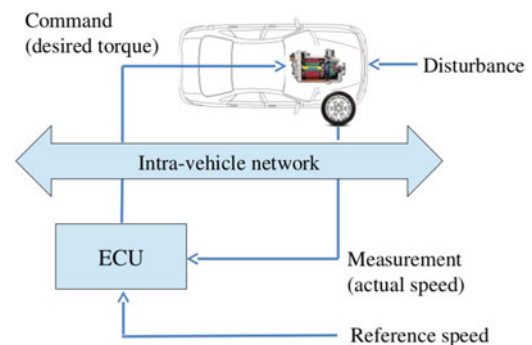 Command
(desired torque)
Disturbance
Intra-vehicle network
ECU
Measurement
(actual speed)
Reference speed